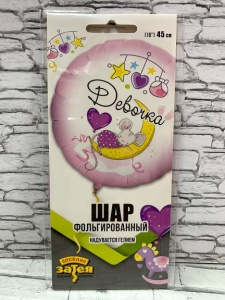 (18") 45 см
Девочка
ШАР
ФОЛЬГИРОВАННЫЙ
НАДУВАЕТСЯ ГЕЛИЕМ
ВЕСЕЛАЯ
Затея